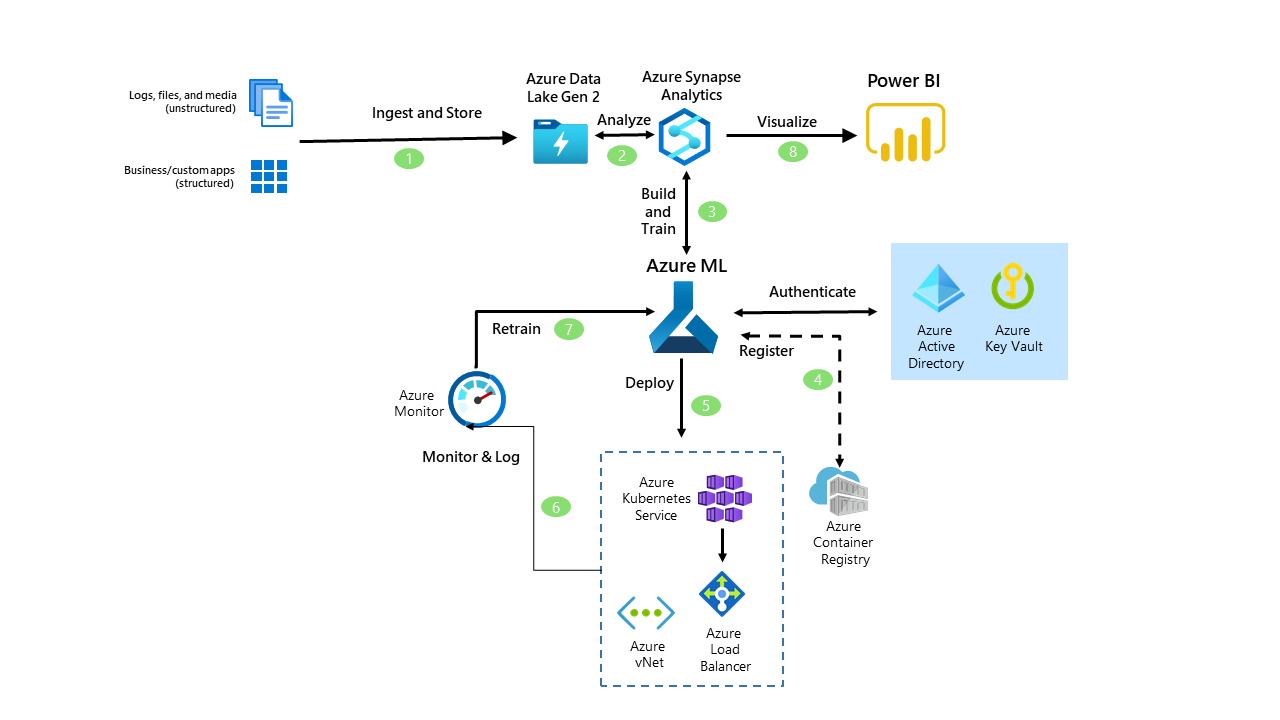 Logs, files, and media
(unstructured)
Business/custom apps
(structured)
Ingest and Store
1
Azure Data
Lake Gen 2
Analyze
2
Azure Synapse
Analytics
Visualize
8
Power BI
Build
and
Train
3
Azure ML
Authenticate
Azure
Active
Directory
Azure
Key Vault
Retrain
7
Register
4
Deploy
5
Azure
Monitor
Monitor & Log
6
Azure
Kubernetes
Service
Azure
Container
Registry
Azure
vNet
Azure
Load
Balancer